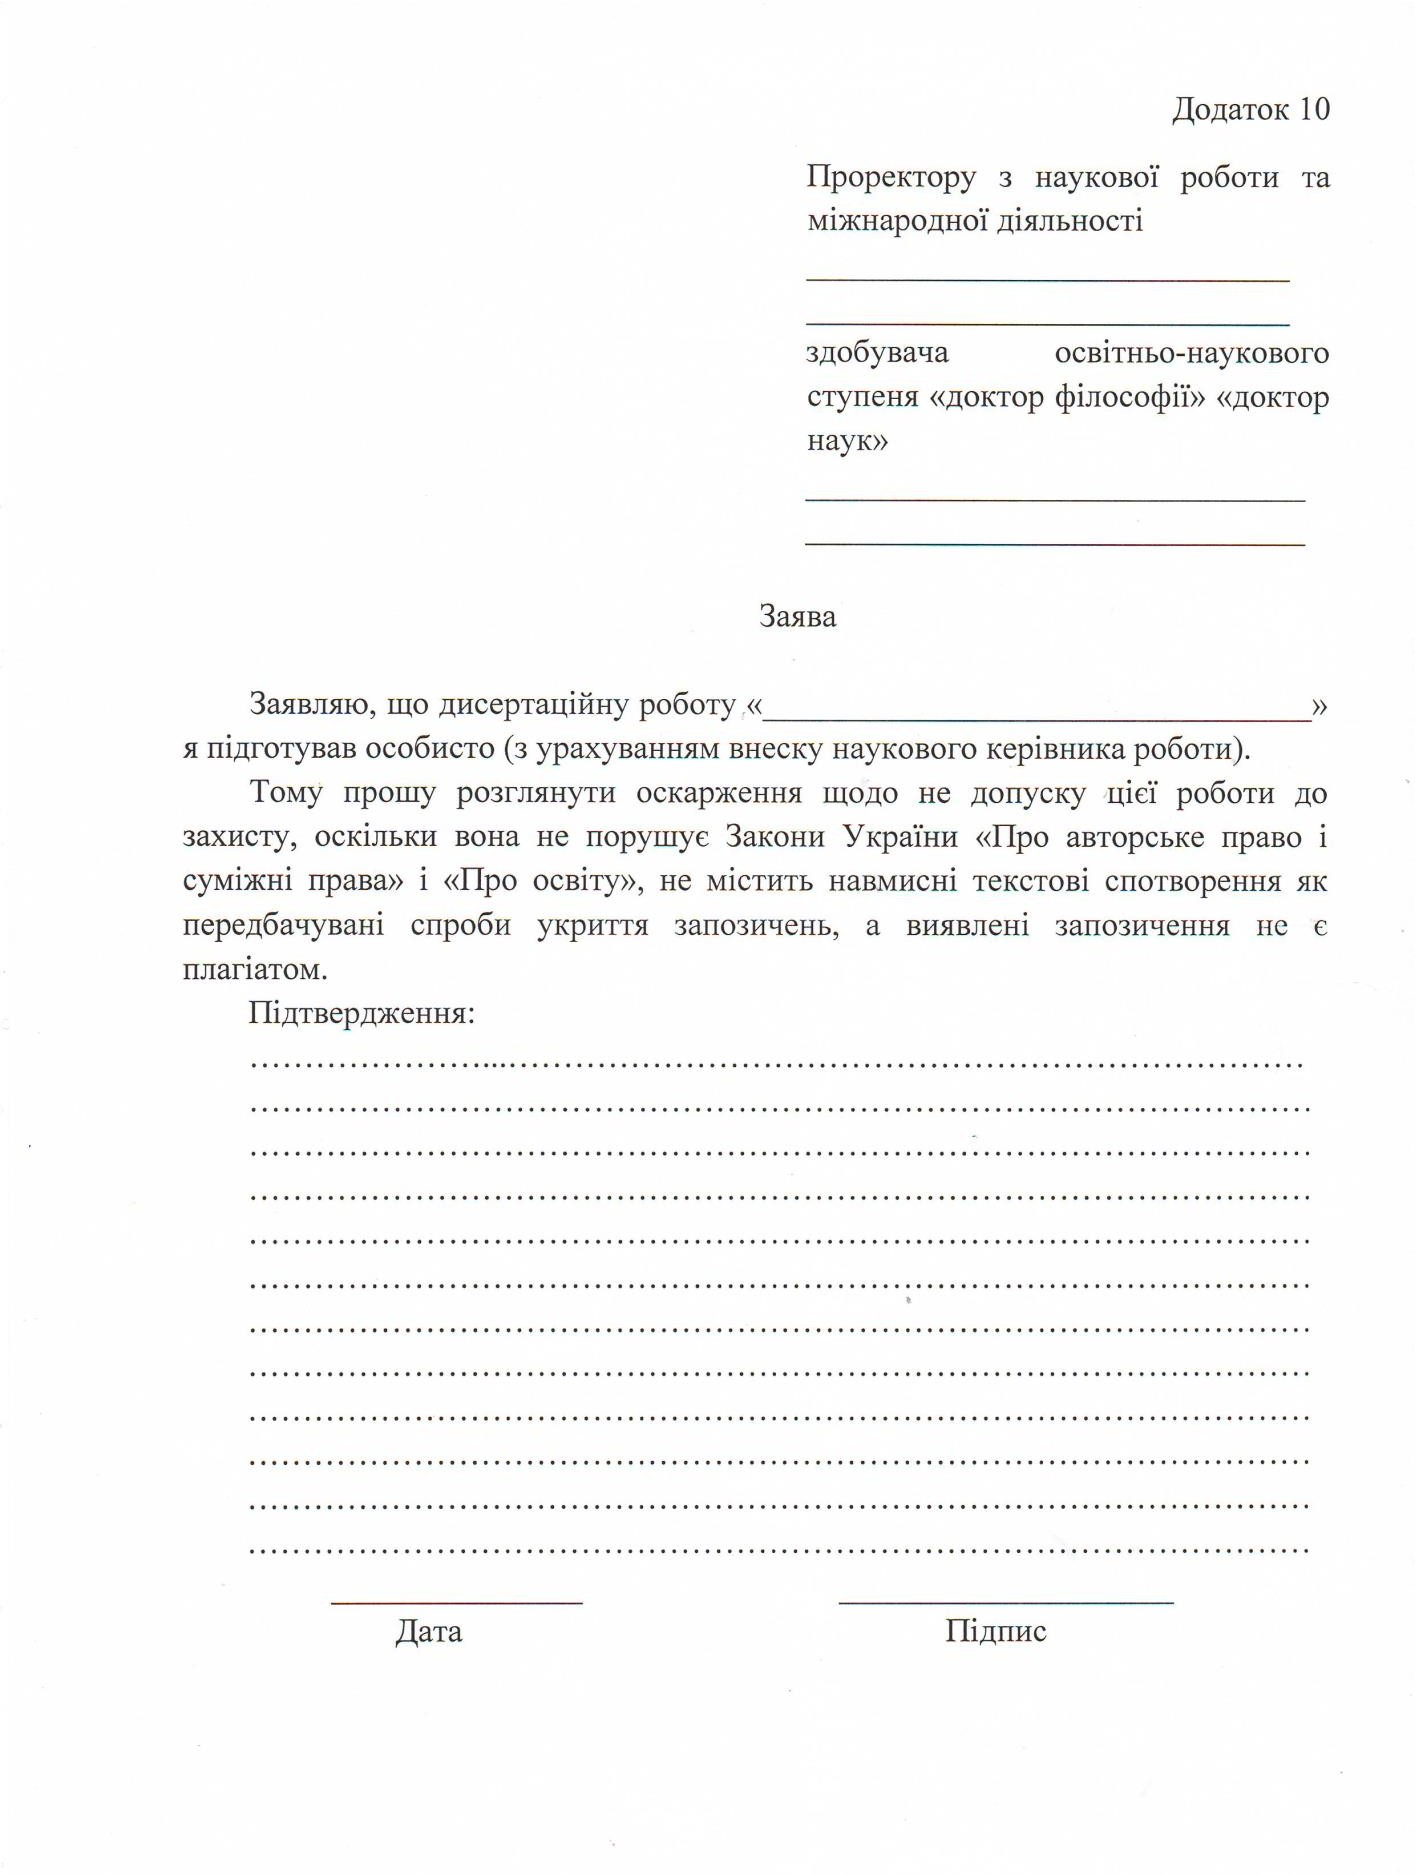 Додаток 10
Проректору з наукової роботи та
міжнародної діяльності
здобувача освітньо-наукового
ступеня «доктор філософії» «доктор
наук»
Заява
Заявляю, що дисертаційну роботу «_________________________________»
я підготував особисто (з урахуванням внеску наукового керівника роботи).
Тому прошу розглянути оскарження щодо не допуску цієї роботи до
захисту, оскільки вона не порушує Закони України «Про авторське право і
суміжні права» і «Про освіту», не містить навмисні текстові спотворення як
передбачувані спроби укриття запозичень, а виявлені запозичення не є
плагіатом.
Підтвердження:
Дата Підпис